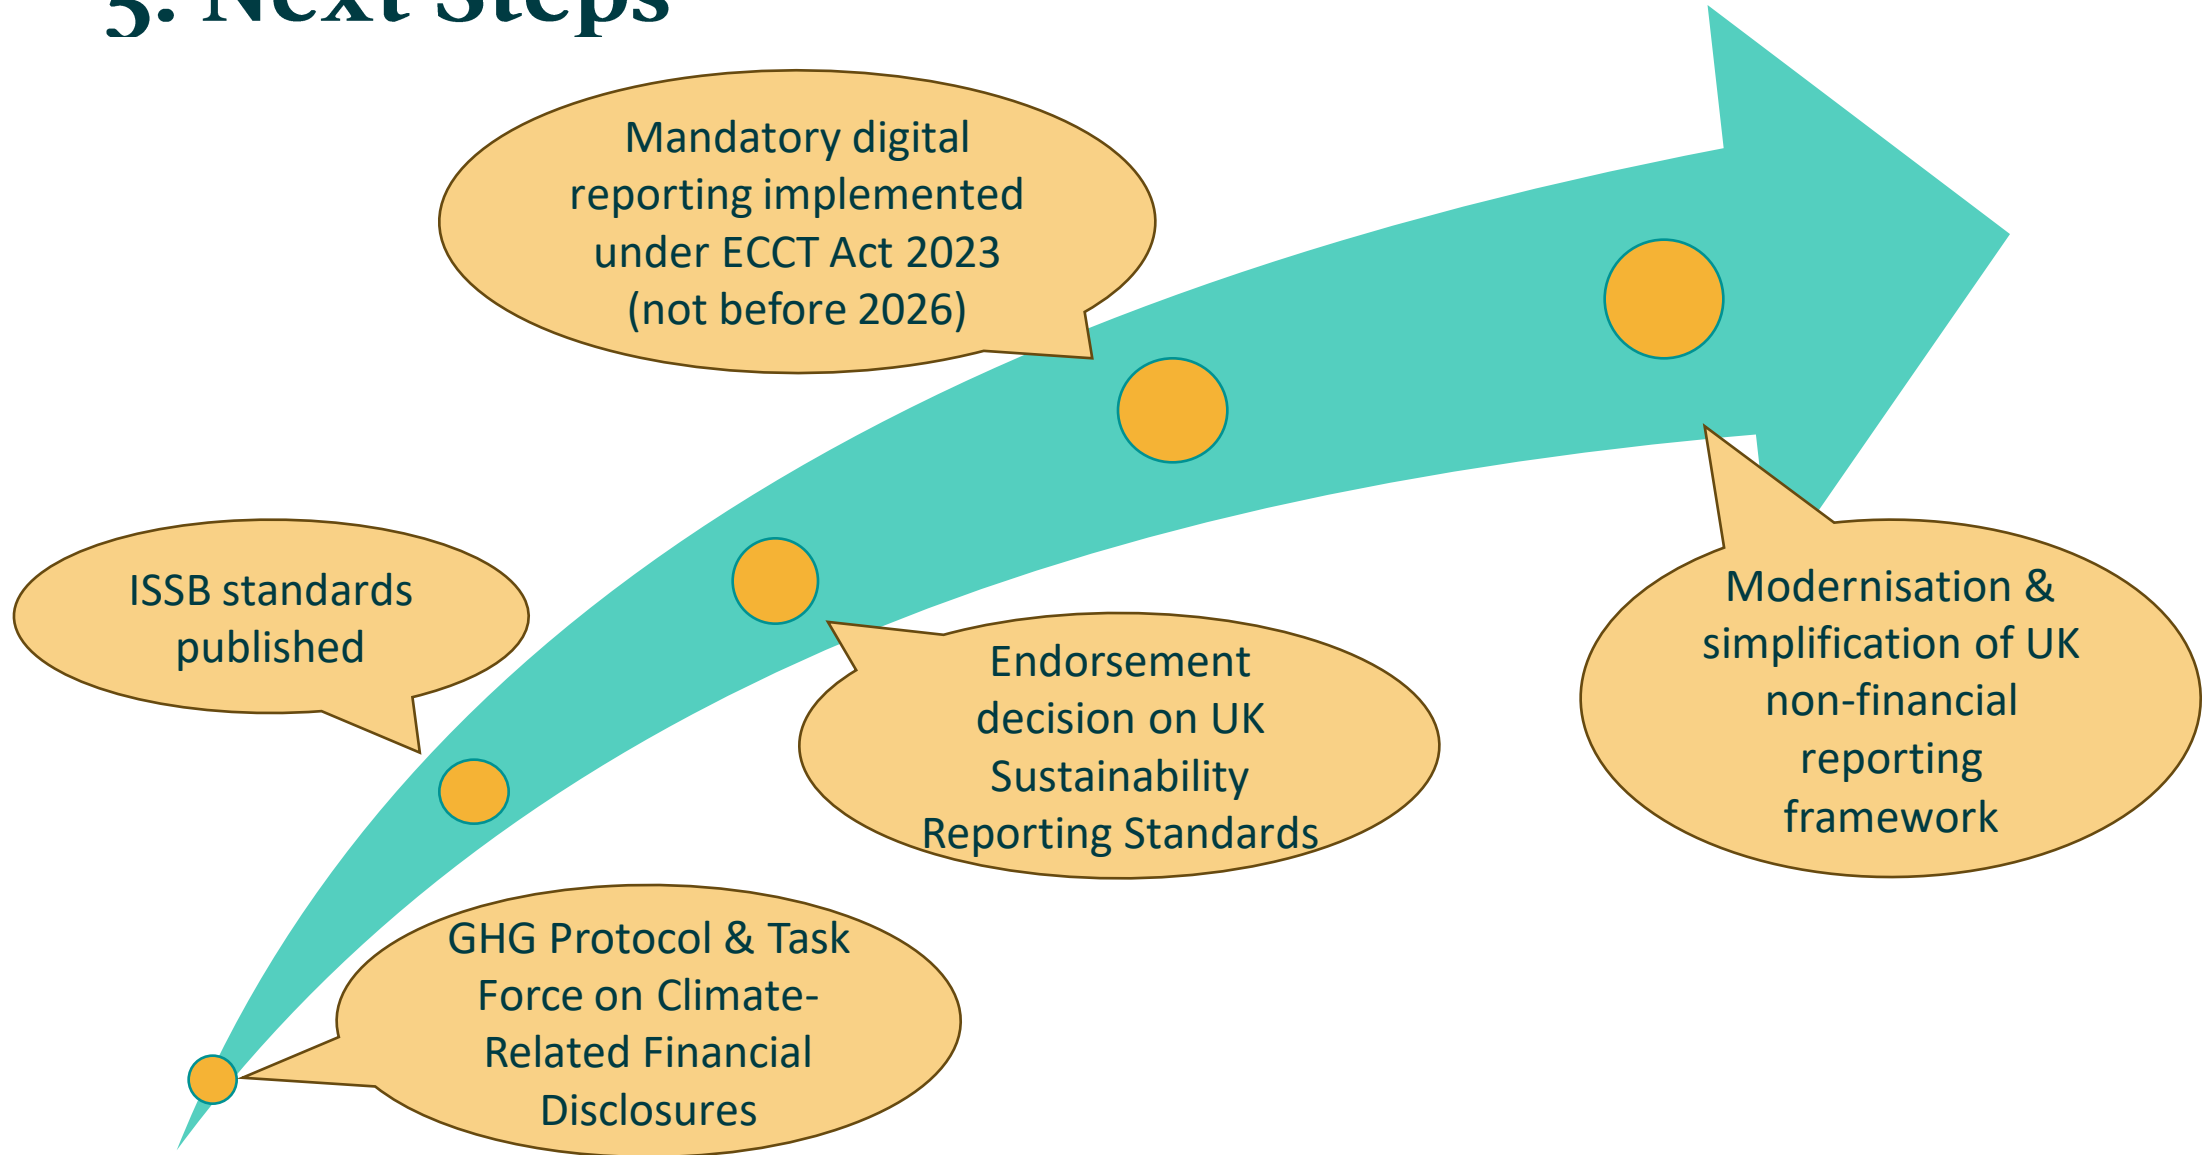 5. Next Steps
Mandatory digital
reporting implemented
under ECCT Act 2023
(not before 2026)
ISSB standards
published
Endorsement
decision on UK
Sustainability
Reporting Standards
Modernisation &
simplification of UK
non-financial
reporting
framework
GHG Protocol & Task
Force on Climate-
Related Financial
Disclosures